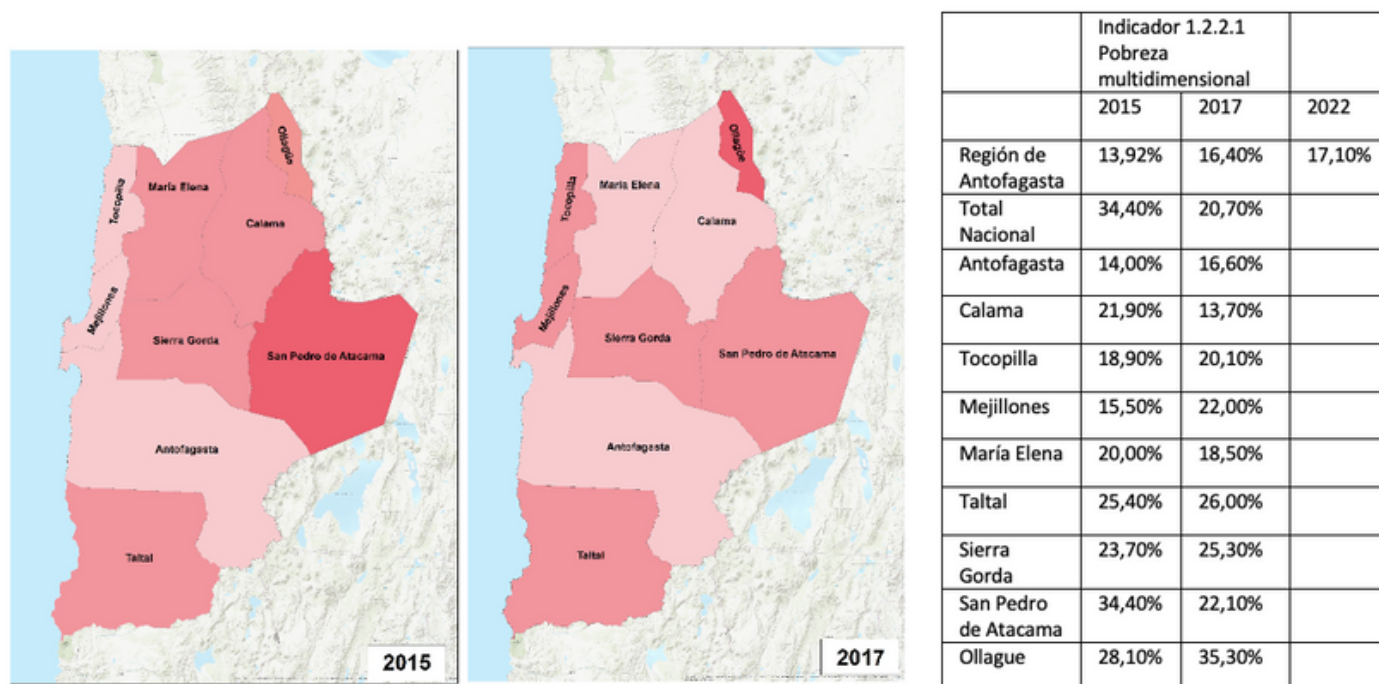 Ollagüe
María Elena
Tocopilla
Calama
Mejillones
Sierra Gorda
San Pedro de Atacama
Antofagasta
Taltal
2015
Ollagüe
María Elena
Tocopilla
Calama
Mejillones
Sierra Gorda
San Pedro de Atacama
Antofagasta
Taltal
2017
Indicador 1.2.2.1
Pobreza
multidimensional
2015 2017 2022
Región de
Antofagasta 13,92% 16,40% 17,10%
Total
Nacional 34,40% 20,70%
Antofagasta 14,00% 16,60%
Calama 21,90% 13,70%
Tocopilla 18,90% 20,10%
Mejillones 15,50% 22,00%
María Elena 20,00% 18,50%
Taltal 25,40% 26,00%
Sierra
Gorda 23,70% 25,30%
San Pedro
de Atacama 34,40% 22,10%
Ollague 28,10% 35,30%